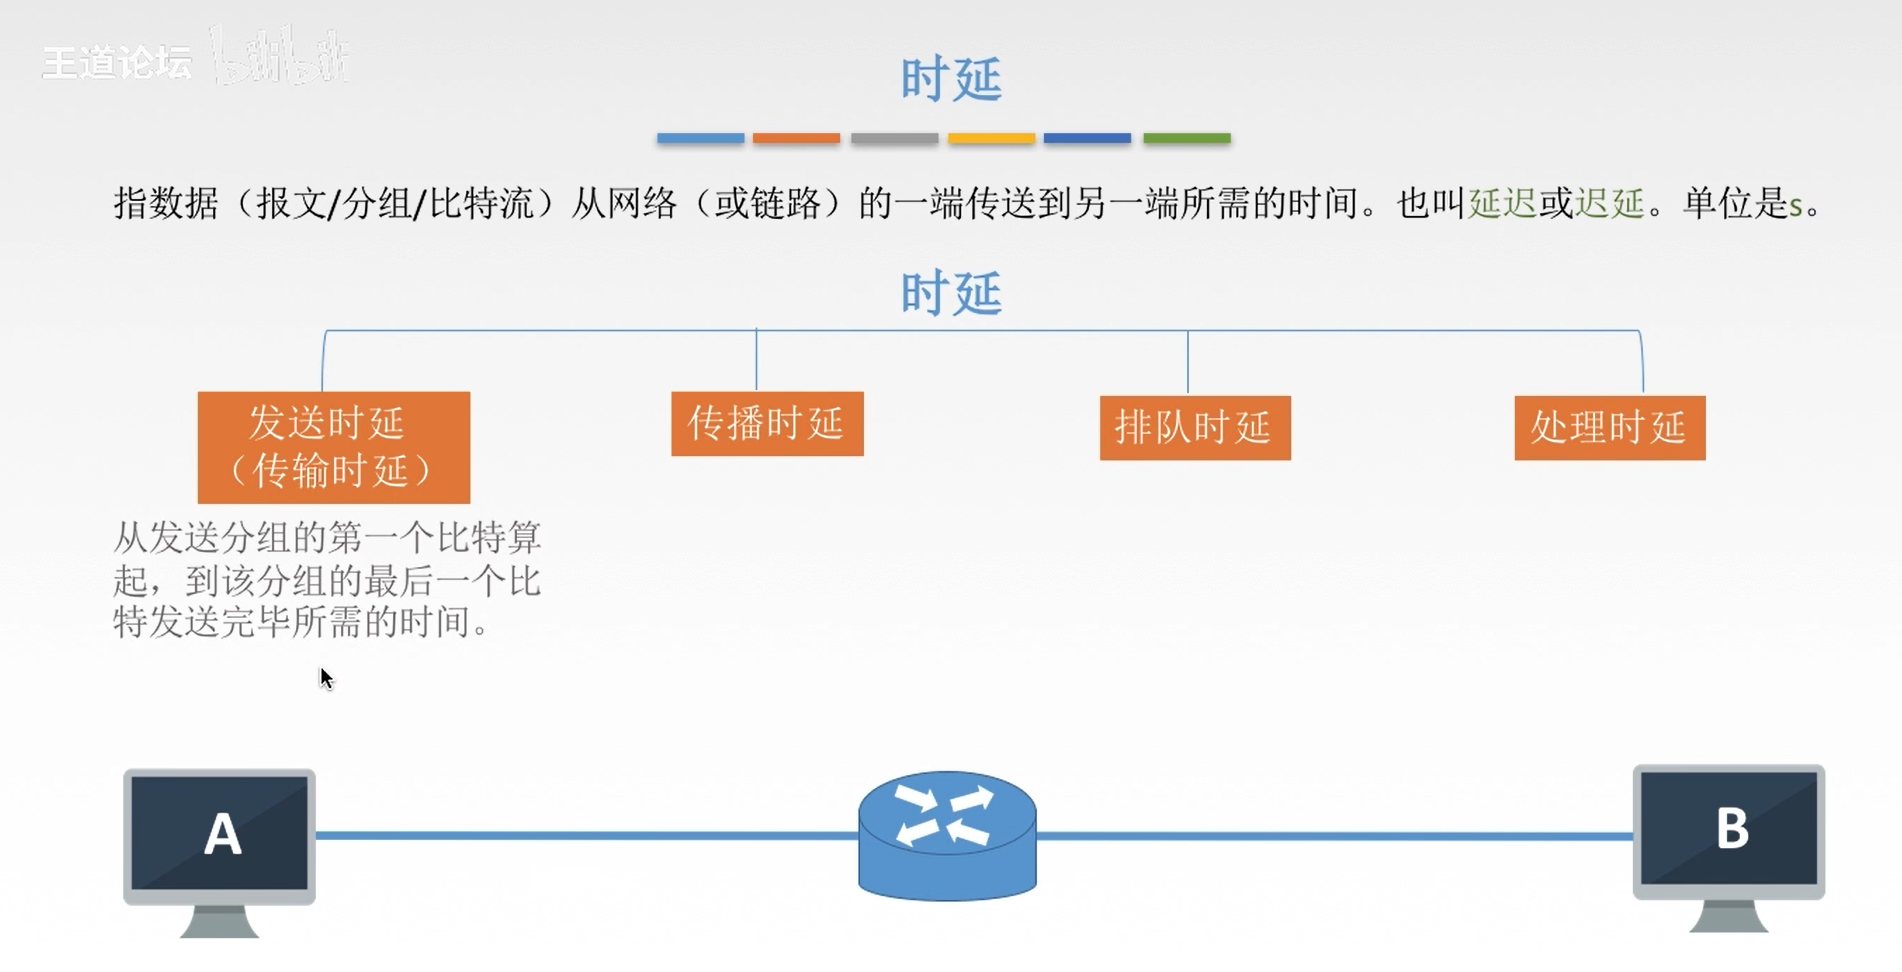 王道论坛 bilibili
时延
指数据（报文/分组/比特流）从网络（或链路）的一端传送到另一端所需的时间。也叫延迟或迟延。单位是s。
时延
发送时延
（传输时延）
传播时延
排队时延
处理时延
从发送分组的第一个比特算
起，到该分组的最后一个比
特发送完毕所需的时间。
A
B